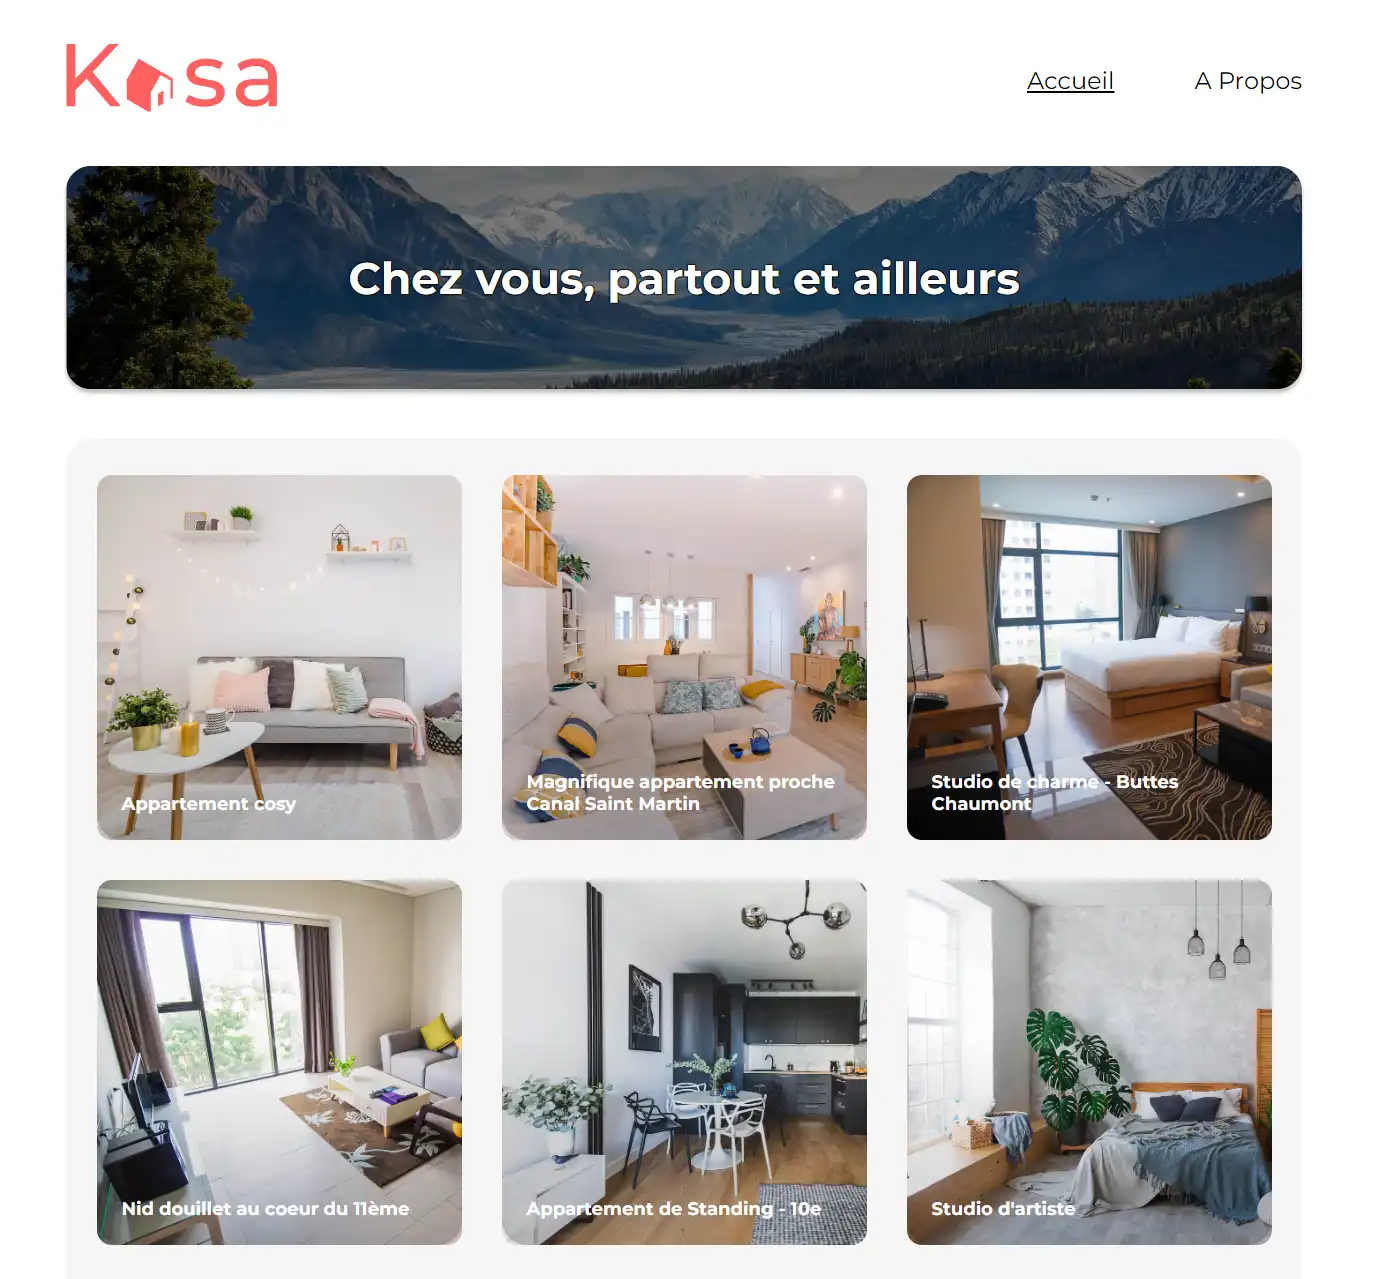 Kasa
Accueil
A Propos
Chez vous, partout et ailleurs
Appartement cosy
Magnifique appartement proche
Canal Saint Martin
Studio de charme - Buttes
Chaumont
Nid douillet au coeur du 11ème
Appartement de Standing - 10e
Studio d'artiste